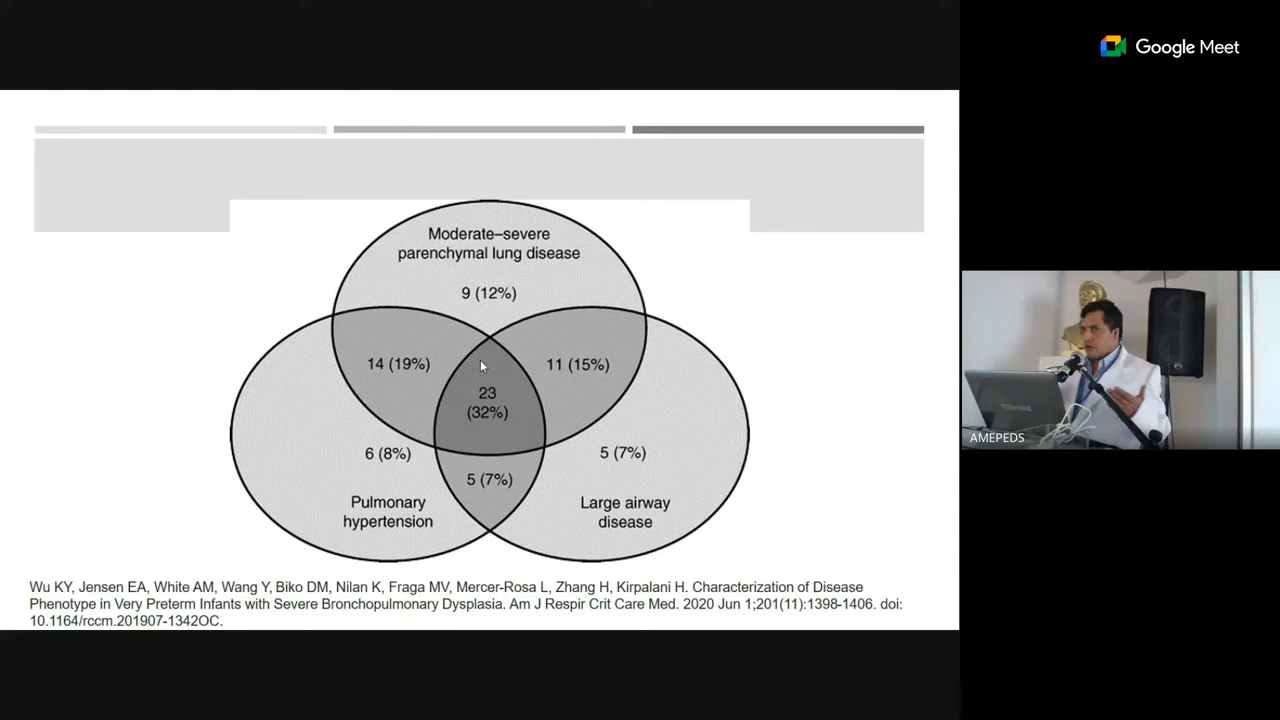 Google Meet
Moderate–severe
parenchymal lung disease
9 (12%)
14 (19%)
11 (15%)
23
(32%)
6 (8%)
5 (7%)
5 (7%)
Pulmonary
hypertension
Large airway
disease
TOSHIBA
AMEPEDS
Wu KY, Jensen EA, White AM, Wang Y, Biko DM, Nilan K, Fraga MV, Mercer-Rosa L, Zhang H, Kirpalani H. Characterization of Disease
Phenotype in Very Preterm Infants with Severe Bronchopulmonary Dysplasia. Am J Respir Crit Care Med. 2020 Jun 1;201(11):1398-1406. doi:
10.1164/rccm.201907-1342OC.